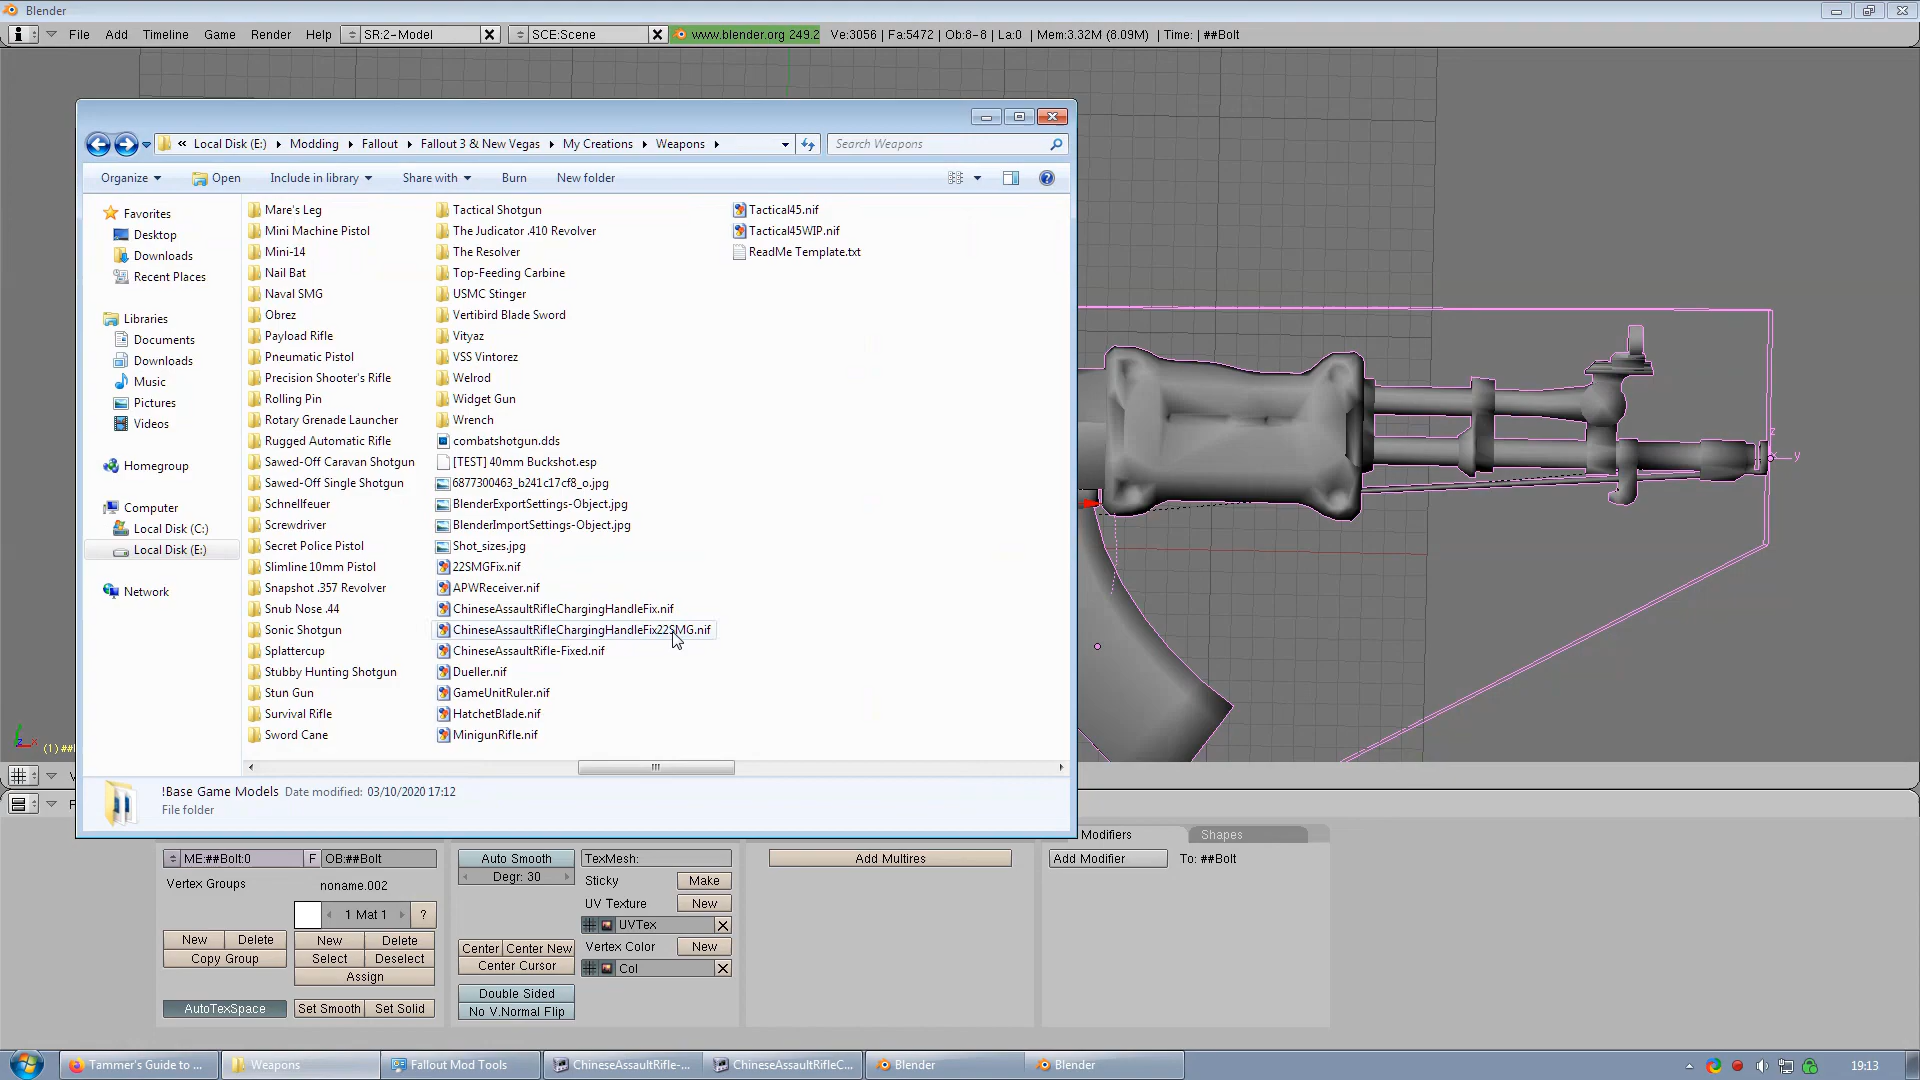 Blender
File Add Timeline Game Render Help SR:2-Model SCE:Scene www.blender.org 249.2 Ve:3056 | Fa:5472 | Ob:8-8 | La:0 | Mem:3.32M (8.09M) | Time: | ##Bolt
« Local Disk (E:) Modding Fallout Fallout 3 & New Vegas My Creations Weapons Search Weapons
Organize Open Include in library Share with Burn New folder
Favorites
Desktop
Downloads
Recent Places
Libraries
Documents
Downloads
Music
Pictures
Videos
Homegroup
Computer
Local Disk (C:)
Local Disk (E:)
Network
Mare's Leg
Mini Machine Pistol
Mini-14
Nail Bat
Naval SMG
Obrez
Payload Rifle
Pneumatic Pistol
Precision Shooter's Rifle
Rolling Pin
Rotary Grenade Launcher
Rugged Automatic Rifle
Sawed-Off Caravan Shotgun
Sawed-Off Single Shotgun
Schnellfeuer
Screwdriver
Secret Police Pistol
Slimline 10mm Pistol
Snapshot .357 Revolver
Snub Nose .44
Sonic Shotgun
Splattercup
Stubby Hunting Shotgun
Stun Gun
Survival Rifle
Sword Cane
Tactical Shotgun
The Judicator .410 Revolver
The Resolver
Top-Feeding Carbine
USMC Stinger
Vertibird Blade Sword
Vityaz
VSS Vintorez
Welrod
Widget Gun
Wrench
combatshotgun.dds
[TEST] 40mm Buckshot.esp
6877300463_b241c17cf8_o.jpg
BlenderExportSettings-Object.jpg
BlenderImportSettings-Object.jpg
Shot_sizes.jpg
22SMGFix.nif
APWReceiver.nif
ChineseAssaultRifleChargingHandleFix.nif
ChineseAssaultRifleChargingHandleFix22SMG.nif
ChineseAssaultRifle-Fixed.nif
Dueller.nif
GameUnitRuler.nif
HatchetBlade.nif
MinigunRifle.nif
Tactical45.nif
Tactical45WIP.nif
ReadMe Template.txt
z
y
x
(1) ##
!Base Game Models Date modified: 03/10/2020 17:12
File folder
Modifiers Shapes
ME:##Bolt:0 F OB:##Bolt
Vertex Groups
noname.002
1 Mat 1 ?
New Delete New Delete
Copy Group Select Deselect
Assign
AutoTexSpace Set Smooth Set Solid
Auto Smooth
Degr: 30
Center Center New
Center Cursor
Double Sided
No V.Normal Flip
TexMesh:
Sticky Make
UV Texture New
UVTex
Vertex Color New
Col
Add Multires
Add Modifier To: ##Bolt
Tammer's Guide to ... Weapons Fallout Mod Tools ChineseAssaultRifle-... ChineseAssaultRifleC... Blender Blender 19:13